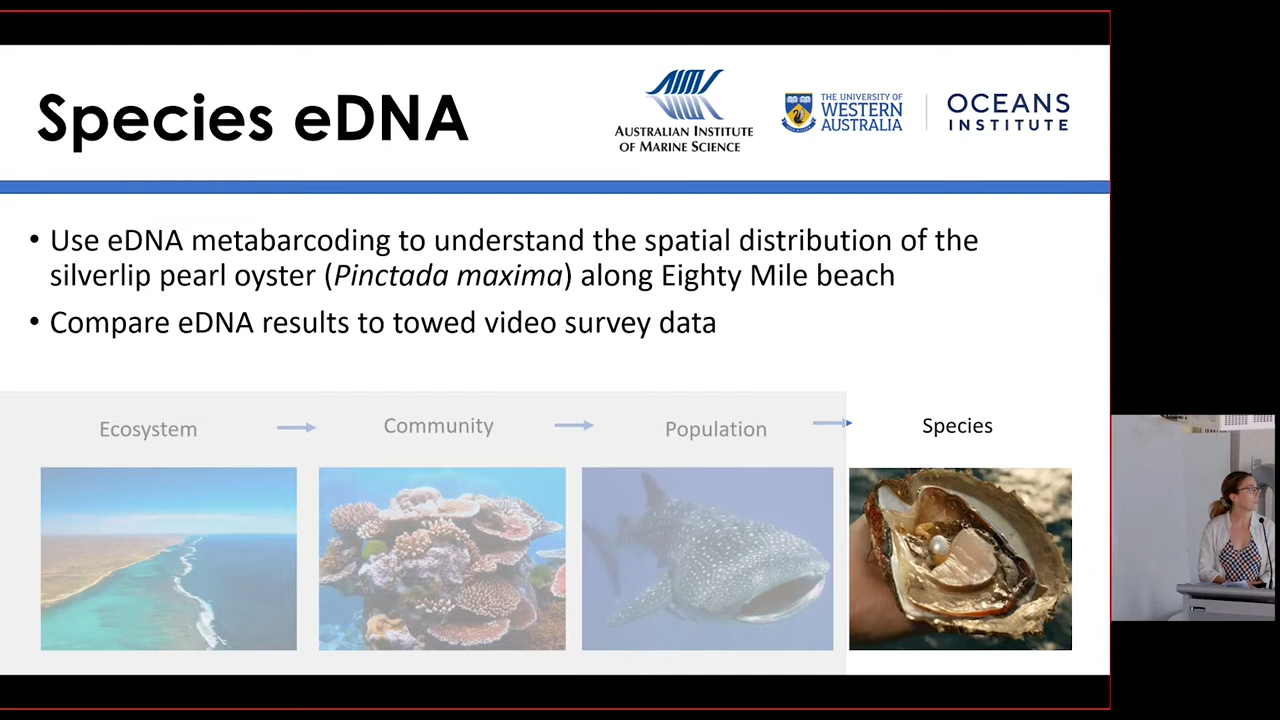 Species eDNA
AUSTRALIAN INSTITUTE
OF MARINE SCIENCE
THE UNIVERSITY OF
WESTERN
AUSTRALIA
OCEANS
INSTITUTE
• Use eDNA metabarcoding to understand the spatial distribution of the
silverlip pearl oyster (Pinctada maxima) along Eighty Mile beach
• Compare eDNA results to towed video survey data
Ecosystem
Community
Population
Species